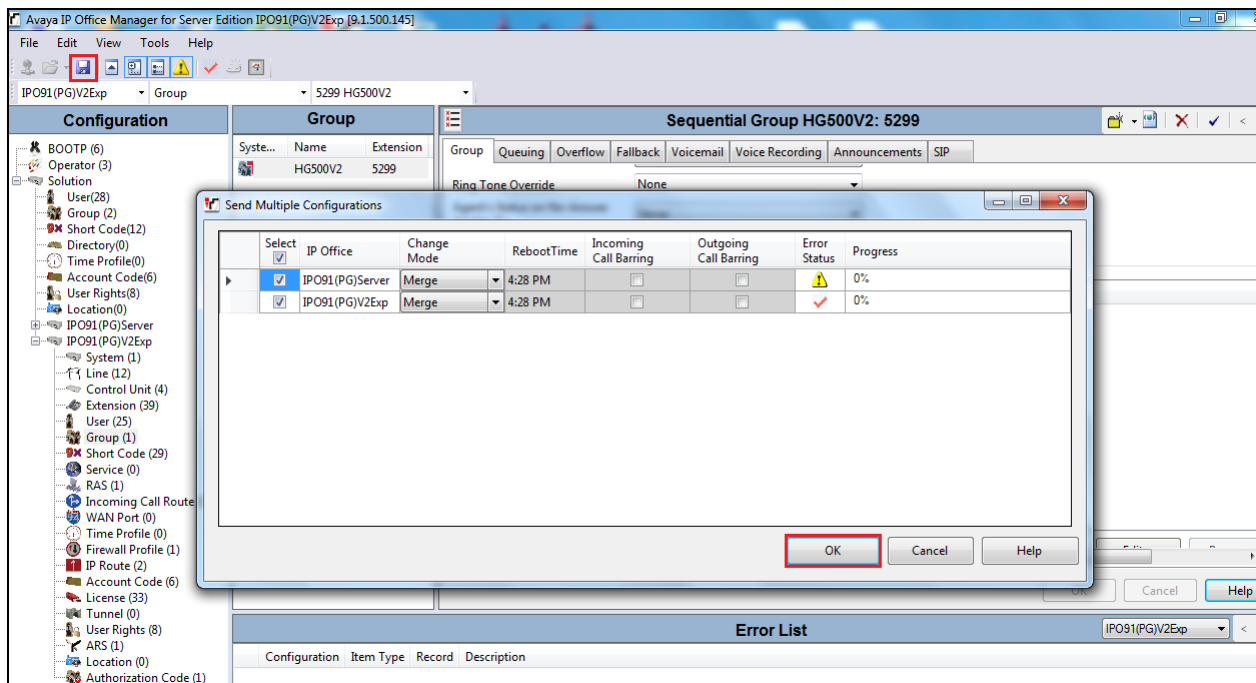 Avaya IP Office Manager for Server Edition IPO91(PG)V2Exp [9.1.500.145]
File Edit View Tools Help
IPO91(PG)V2Exp Group 5299 HG500V2
Configuration
BOOTP (6)
Operator (3)
Solution
User(28)
Group (2)
Short Code(12)
Directory(0)
Time Profile(0)
Account Code(6)
User Rights(8)
Location(0)
IPO91(PG)Server
IPO91(PG)V2Exp
System (1)
Line (12)
Control Unit (4)
Extension (39)
User (25)
Group (1)
Short Code (29)
Service (0)
RAS (1)
Incoming Call Route
WAN Port (0)
Time Profile (0)
Firewall Profile (1)
IP Route (2)
Account Code (6)
License (33)
Tunnel (0)
User Rights (8)
ARS (1)
Location (0)
Authorization Code (1)
Group
Syste... Name Extension
HG500V2 5299
Sequential Group HG500V2: 5299
Group Queuing Overflow Fallback Voicemail Voice Recording Announcements SIP
Ring Tone Override None
Send Multiple Configurations
Select IP Office Change Mode RebootTime Incoming Call Barring Outgoing Call Barring Error Status Progress
IPO91(PG)Server Merge 4:28 PM 0%
IPO91(PG)V2Exp Merge 4:28 PM 0%
OK Cancel Help
OK Cancel Help
Error List
IPO91(PG)V2Exp
Configuration Item Type Record Description